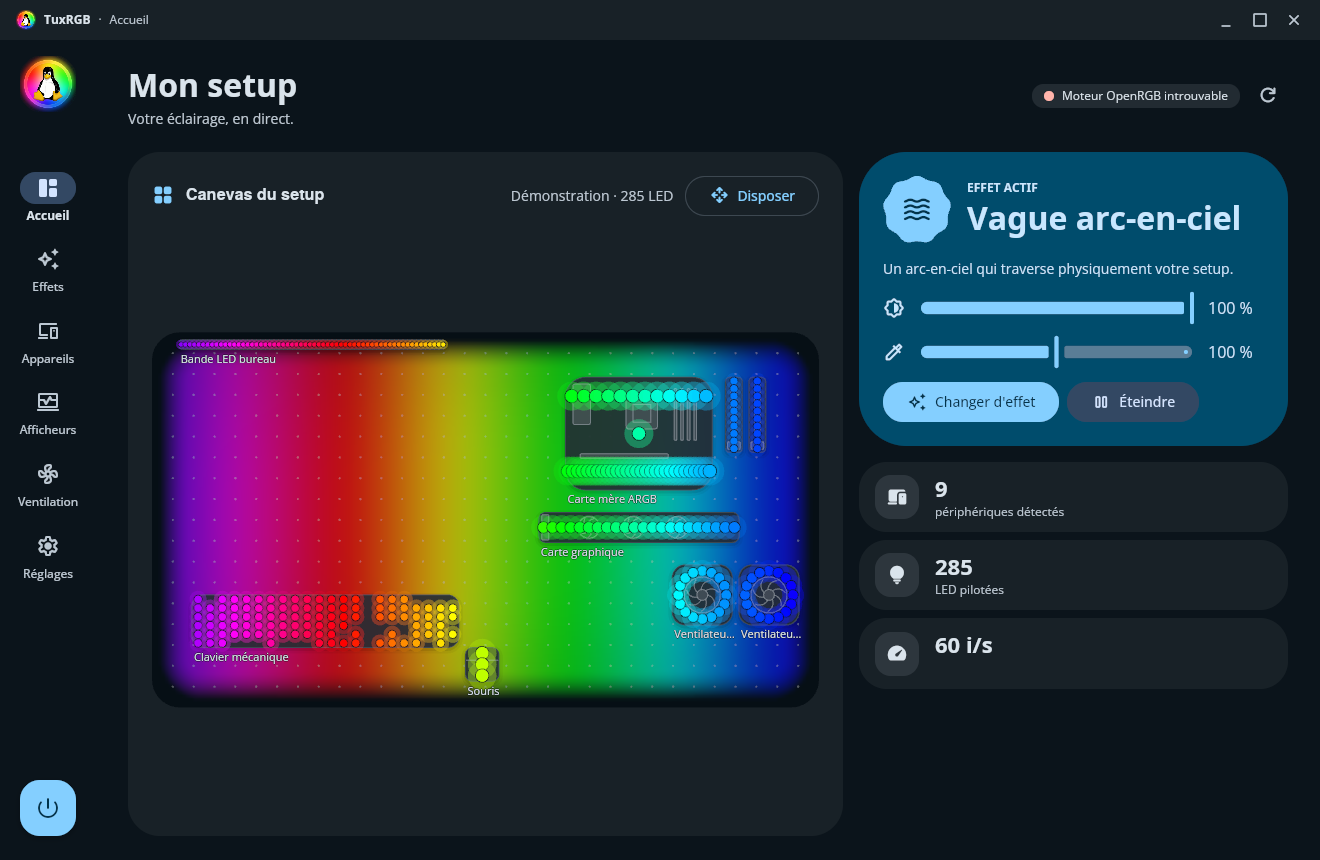 TuxRGB · Accueil
Mon setup
Votre éclairage, en direct.
Moteur OpenRGB introuvable
Accueil
Effets
Appareils
Afficheurs
Ventilation
Réglages
Canevas du setup
Démonstration · 285 LED
Disposer
Bande LED bureau
Carte mère ARGB
Carte graphique
Ventilateu...
Ventilateu...
Clavier mécanique
Souris
EFFET ACTIF
Vague arc-en-ciel
Un arc-en-ciel qui traverse physiquement votre setup.
100 %
100 %
Changer d'effet
Éteindre
9
périphériques détectés
285
LED pilotées
60 i/s